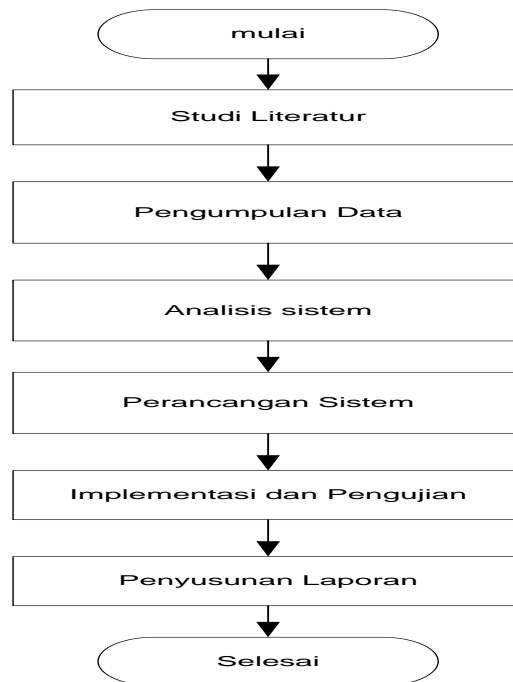 mulai
Studi Literatur
Pengumpulan Data
Analisis sistem
Perancangan Sistem
Implementasi dan Pengujian
Penyusunan Laporan
Selesai